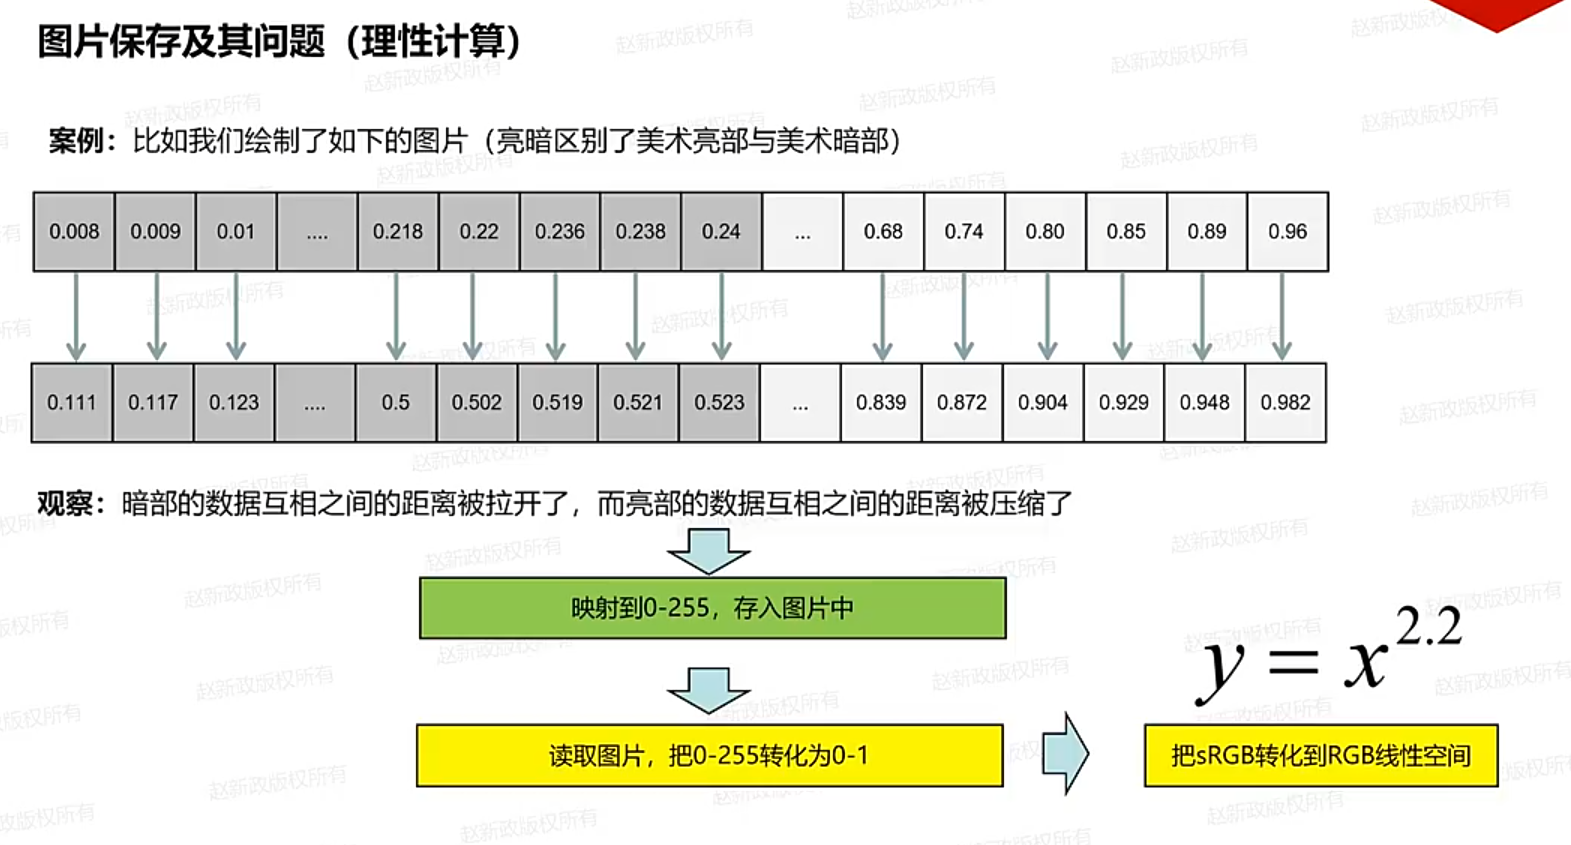 图片保存及其问题（理性计算）
案例：比如我们绘制了如下的图片（亮暗区别了美术亮部与美术暗部）
0.008 0.009 0.01 .... 0.218 0.22 0.236 0.238 0.24 ... 0.68 0.74 0.80 0.85 0.89 0.96
0.111 0.117 0.123 .... 0.5 0.502 0.519 0.521 0.523 ... 0.839 0.872 0.904 0.929 0.948 0.982
观察：暗部的数据互相之间的距离被拉开了，而亮部的数据互相之间的距离被压缩了
映射到0-255，存入图片中
y = x^2.2
读取图片，把0-255转化为0-1
把sRGB转化到RGB线性空间
赵新政版权所有